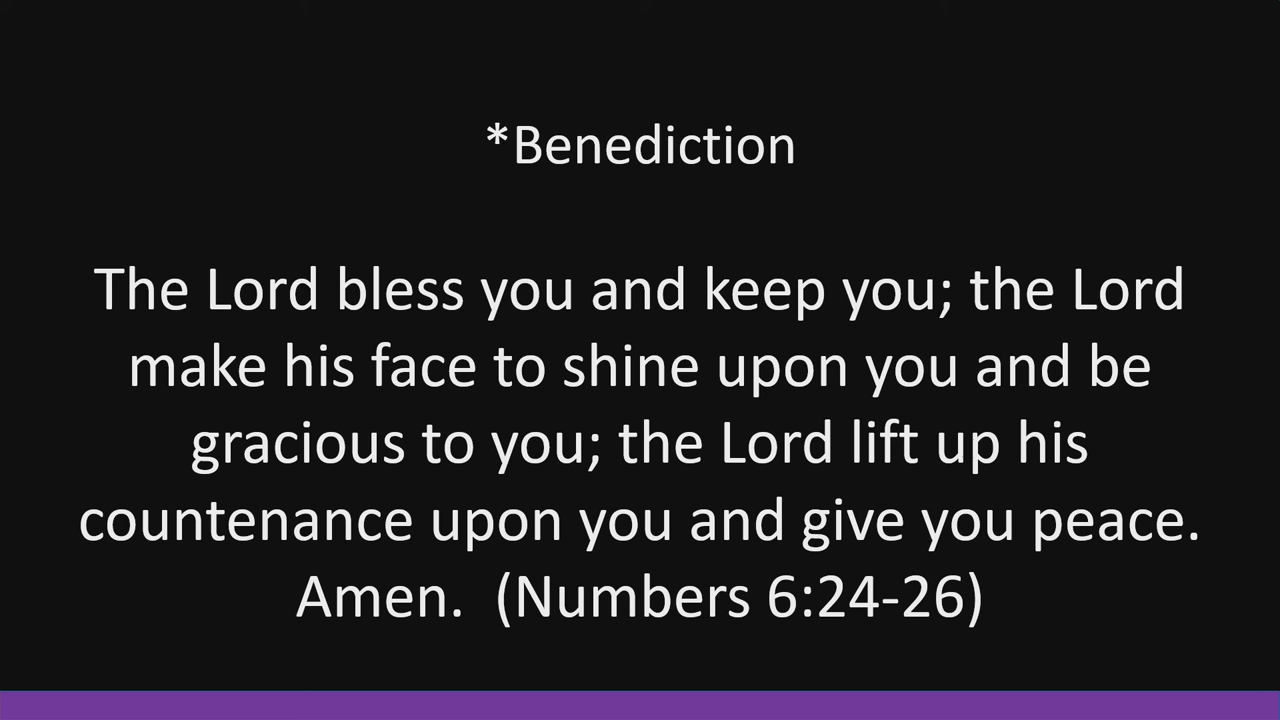 *Benediction
The Lord bless you and keep you; the Lord
make his face to shine upon you and be
gracious to you; the Lord lift up his
countenance upon you and give you peace.
Amen.  (Numbers 6:24-26)